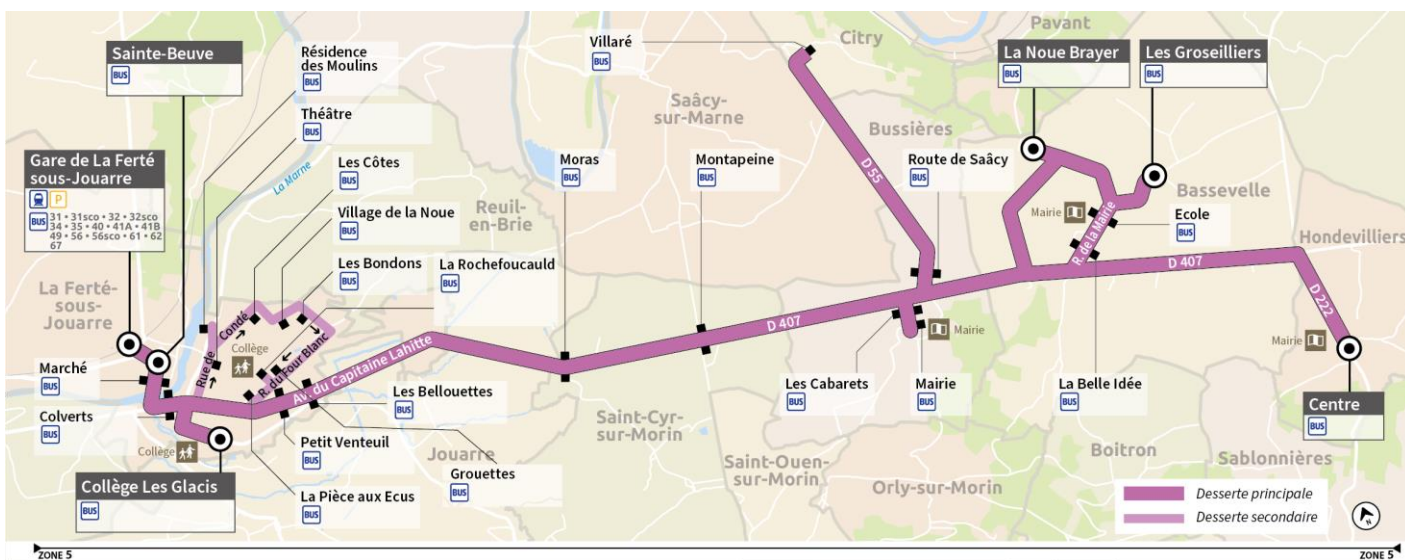 Sainte-Beuve
BUS
Résidence
des Moulins
BUS
Théâtre
BUS
Gare de La Ferté
sous-Jouarre
P
BUS
31 • 31sco • 32 • 32sco
34 • 35 • 40 • 41A • 41B
49 • 56 • 56sco • 61 • 62
67
Les Côtes
BUS
Village de la Noue
BUS
Les Bondons
BUS
La Rochefoucauld
BUS
La Marne
Reuil-
en-Brie
Villaré
BUS
Citry
Pavant
La Noue Brayer
BUS
Les Groseilliers
BUS
Saâcy-
sur-Marne
Bussières
Moras
BUS
Montapeine
BUS
Route de Saâcy
BUS
D 55
Bassevelle
Mairie
Ecole
BUS
R. de la Mairie
Hondevilliers
D 407
D 222
Mairie
La Ferté-
sous-
Jouarre
Rue de Condé
Collège
R. du Four Blanc
Av. du Capitaine Lahitte
D 407
Mairie
Marché
BUS
Colverts
BUS
Collège
Collège Les Glacis
BUS
Les Bellouettes
BUS
Petit Venteuil
BUS
Jouarre
Grouettes
BUS
La Pièce aux Ecus
BUS
Saint-Cyr-
sur-Morin
Saint-Ouen-
sur-Morin
Les Cabarets
BUS
Mairie
BUS
La Belle Idée
BUS
Centre
BUS
Orly-sur-Morin
Boitron
Sablonnières
Desserte principale
Desserte secondaire
N
ZONE 5
ZONE 5